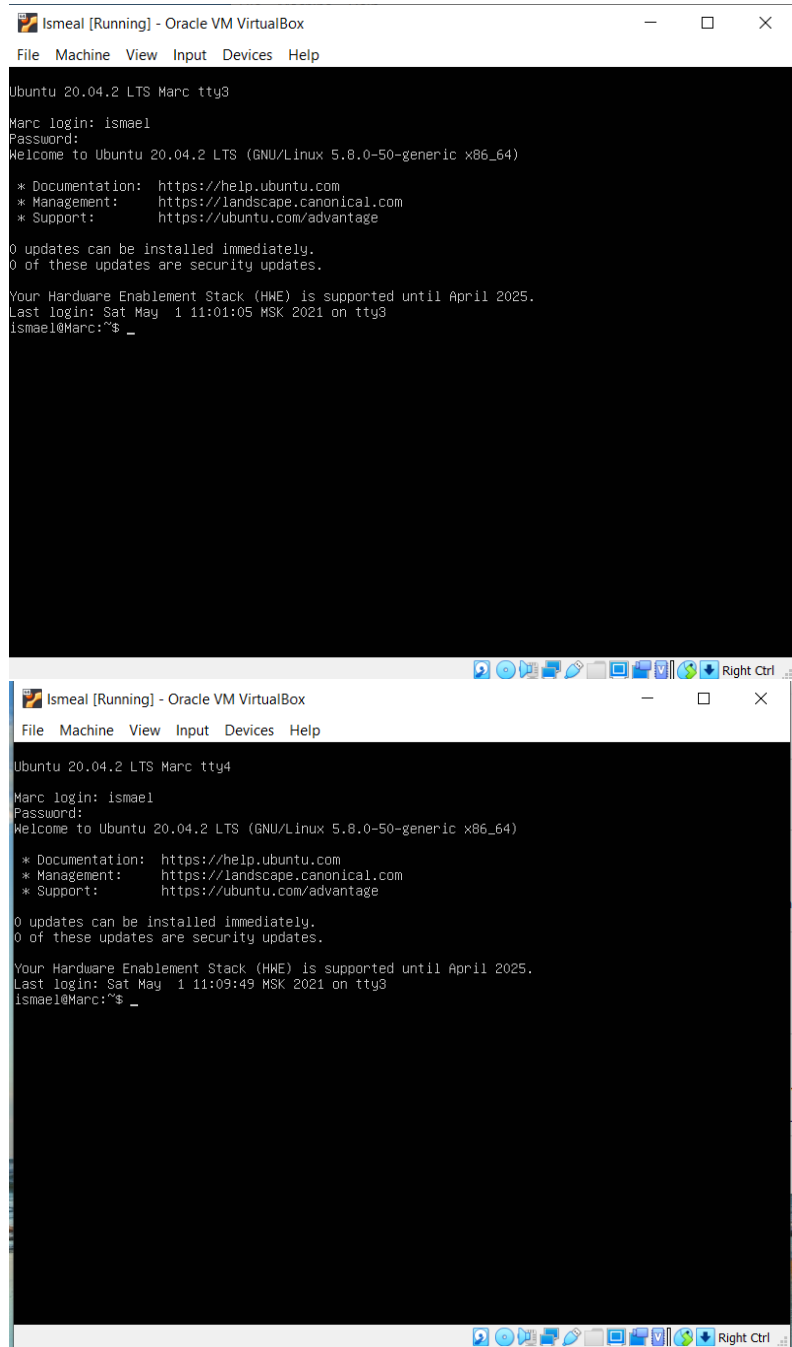 Ismeal [Running] - Oracle VM VirtualBox
File Machine View Input Devices Help
Ubuntu 20.04.2 LTS Marc tty3
Marc login: ismael
Password:
Welcome to Ubuntu 20.04.2 LTS (GNU/Linux 5.8.0-50-generic x86_64)
* Documentation: https://help.ubuntu.com
* Management: https://landscape.canonical.com
* Support: https://ubuntu.com/advantage
0 updates can be installed immediately.
0 of these updates are security updates.
Your Hardware Enablement Stack (HWE) is supported until April 2025.
Last login: Sat May 1 11:01:05 MSK 2021 on tty3
ismael@Marc:~$ _
Right Ctrl
Ismeal [Running] - Oracle VM VirtualBox
File Machine View Input Devices Help
Ubuntu 20.04.2 LTS Marc tty4
Marc login: ismael
Password:
Welcome to Ubuntu 20.04.2 LTS (GNU/Linux 5.8.0-50-generic x86_64)
* Documentation: https://help.ubuntu.com
* Management: https://landscape.canonical.com
* Support: https://ubuntu.com/advantage
0 updates can be installed immediately.
0 of these updates are security updates.
Your Hardware Enablement Stack (HWE) is supported until April 2025.
Last login: Sat May 1 11:09:49 MSK 2021 on tty3
ismael@Marc:~$ _
Right Ctrl